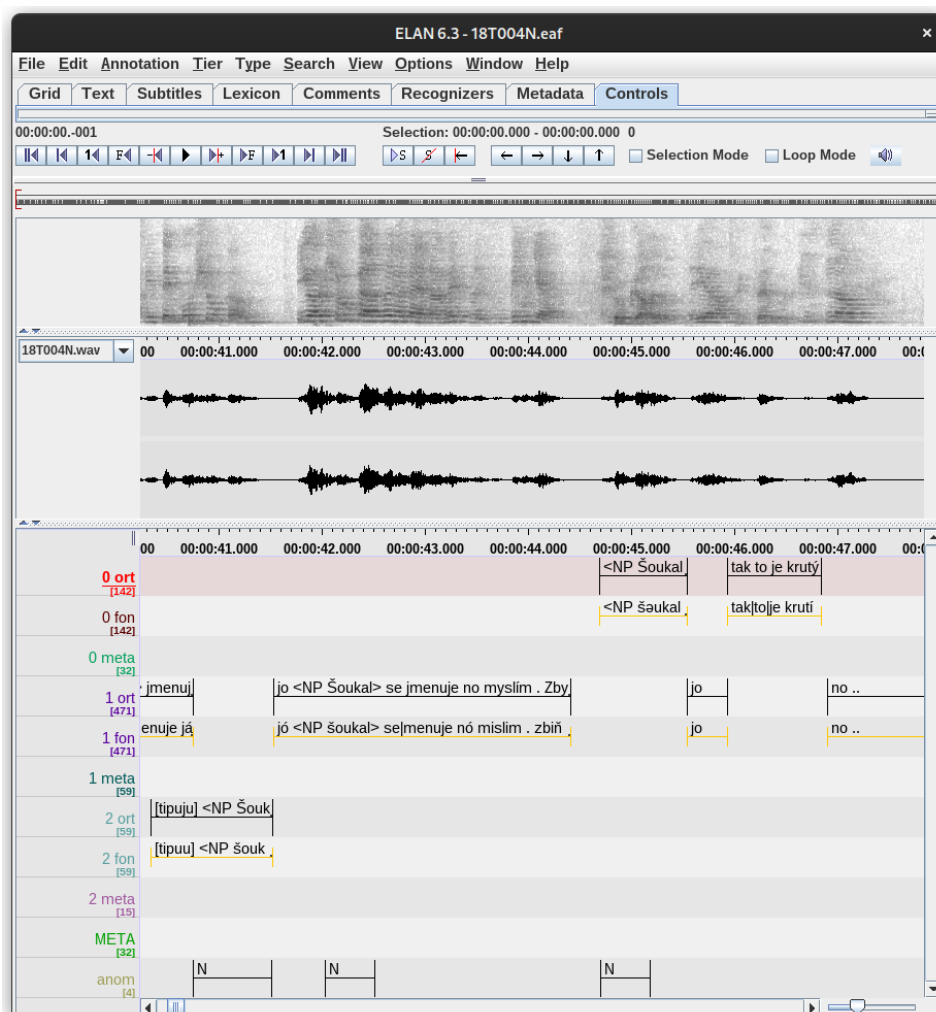 ELAN 6.3 - 18T004N.eaf
File Edit Annotation Tier Type Search View Options Window Help
Grid Text Subtitles Lexicon Comments Recognizers Metadata Controls
00:00:00.-001 Selection: 00:00:00.000 - 00:00:00.000 0
1 F F 1 S S Selection Mode Loop Mode
18T004N.wav 00 00:00:41.000 00:00:42.000 00:00:43.000 00:00:44.000 00:00:45.000 00:00:46.000 00:00:47.000 00:0
00 00:00:41.000 00:00:42.000 00:00:43.000 00:00:44.000 00:00:45.000 00:00:46.000 00:00:47.000 00:0
0 ort <NP Šoukal tak to je krutý
[142]
0 fon <NP šəukal tak|to|je krutí
[142]
0 meta
[32]
1 ort jmenuj jo <NP Šoukal> se jmenuje no myslím . Zby jo no ..
[471]
1 fon enuje já jó <NP šoukal> se|menuje nó mislim . zbiň jo no ..
[471]
1 meta
[59]
2 ort [tipuju] <NP Šouk
[59]
2 fon [tipuu] <NP šouk
[59]
2 meta
[15]
META
[32]
anom N N N
[4]